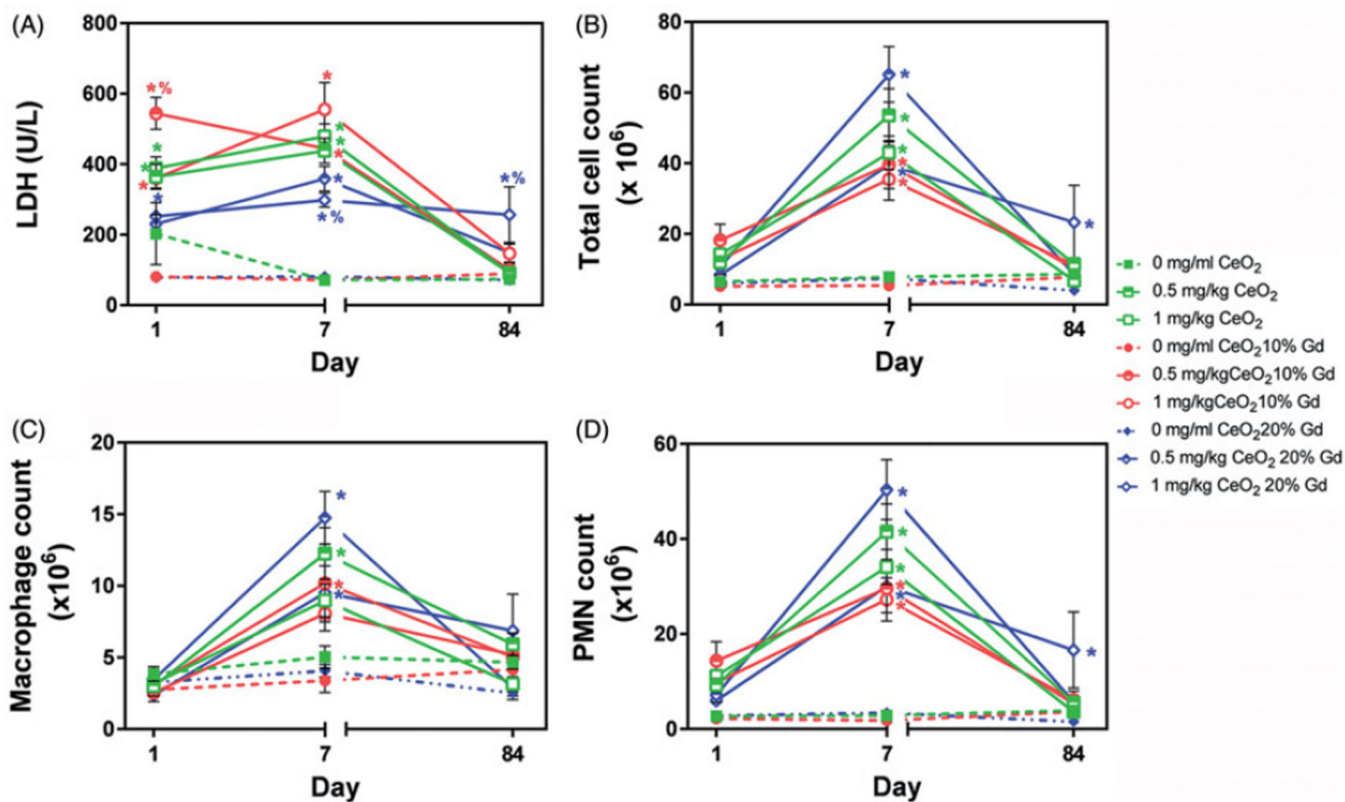 (A)
LDH (U/L)
800
600
400
200
0
*%
*
*
*
*
*
*
*
*
*
*%
*%
1
7
84
Day
(B)
Total cell count
(x 10⁶)
80
60
40
20
0
*
*
*
*
*
*
*
1
7
84
Day
0 mg/ml CeO₂
0.5 mg/kg CeO₂
1 mg/kg CeO₂
0 mg/ml CeO₂10% Gd
0.5 mg/kgCeO₂10% Gd
1 mg/kgCeO₂10% Gd
0 mg/ml CeO₂20% Gd
0.5 mg/kg CeO₂ 20% Gd
1 mg/kg CeO₂ 20% Gd
(C)
Macrophage count
(x10⁶)
20
15
10
5
0
*
*
*
*
1
7
84
Day
(D)
PMN count
(x10⁶)
60
40
20
0
*
*
*
*
*
*
*
1
7
84
Day